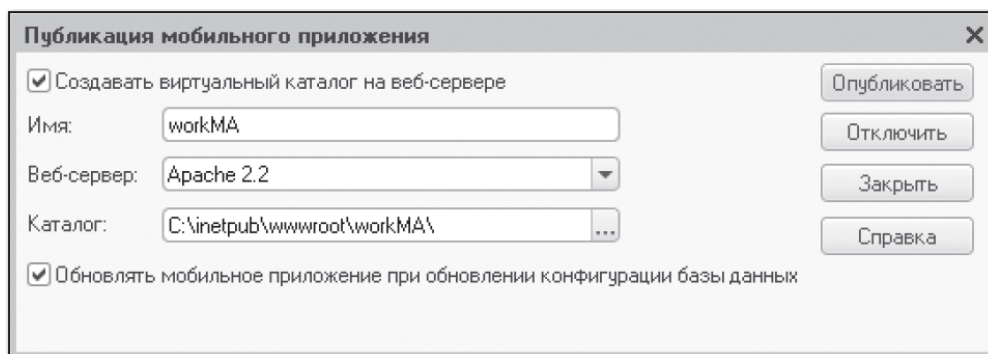 Публикация мобильного приложения
Создавать виртуальный каталог на веб-сервере
Опубликовать
Имя: workMA
Отключить
Веб-сервер: Apache 2.2
Закрыть
Каталог: C:\inetpub\wwwroot\workMA\ ...
Справка
Обновлять мобильное приложение при обновлении конфигурации базы данных